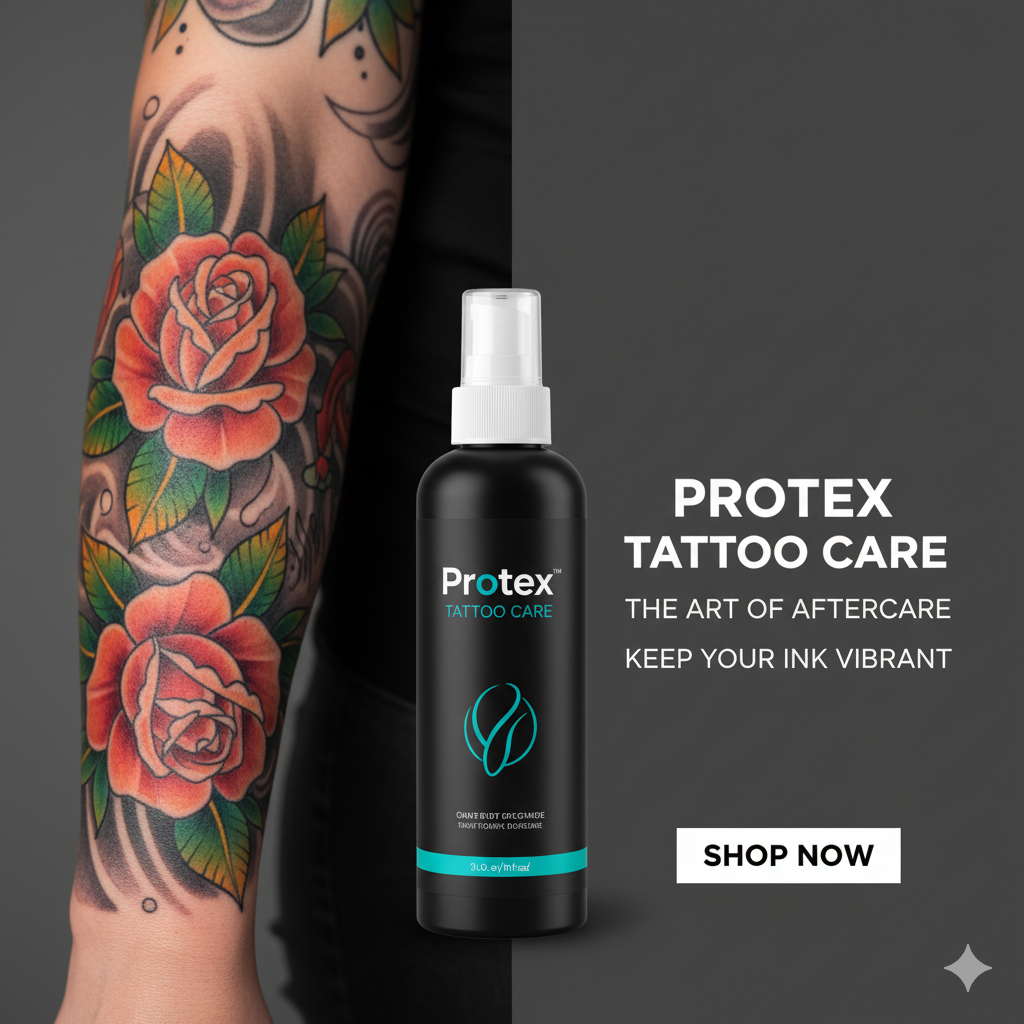 Protex™
TATTOO CARE
PROTEX
TATTOO CARE
THE ART OF AFTERCARE
KEEP YOUR INK VIBRANT
SHOP NOW